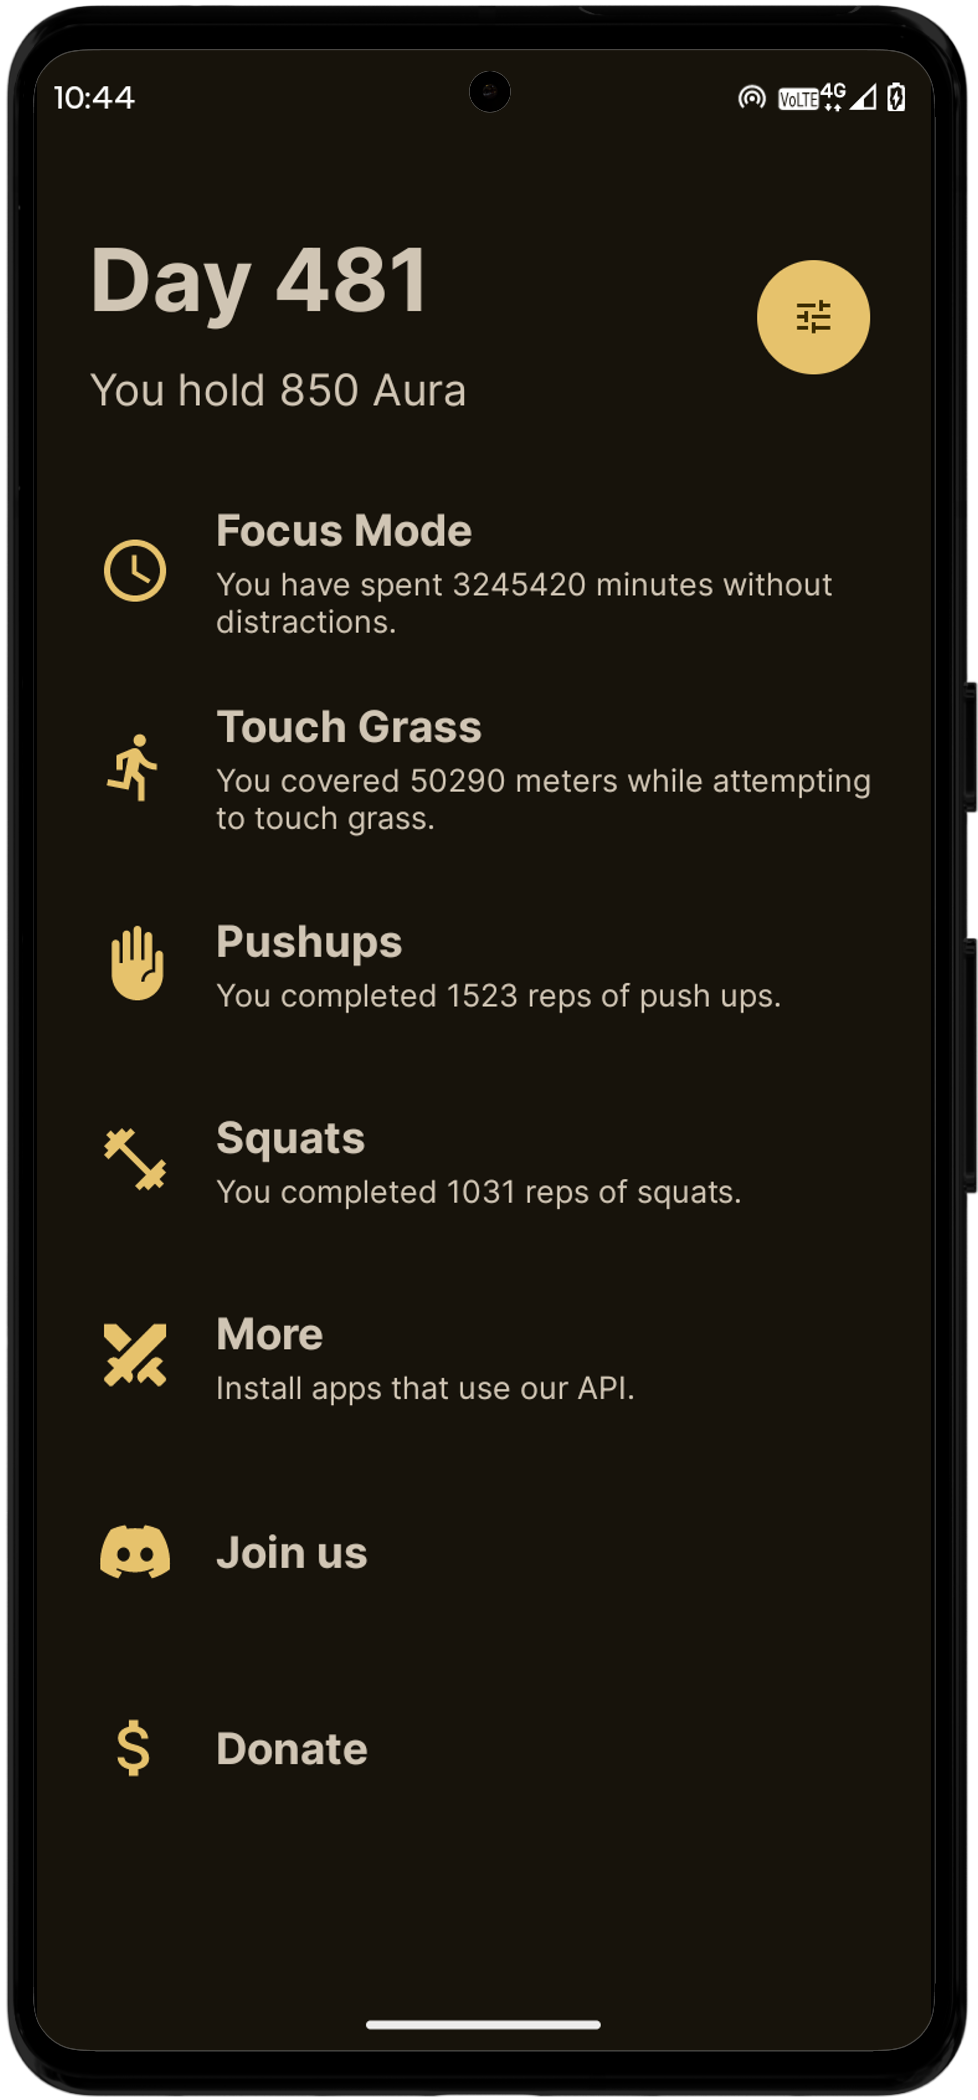 10:44
VoLTE 4G
Day 481
You hold 850 Aura
Focus Mode
You have spent 3245420 minutes without
distractions.
Touch Grass
You covered 50290 meters while attempting
to touch grass.
Pushups
You completed 1523 reps of push ups.
Squats
You completed 1031 reps of squats.
More
Install apps that use our API.
Join us
$
Donate